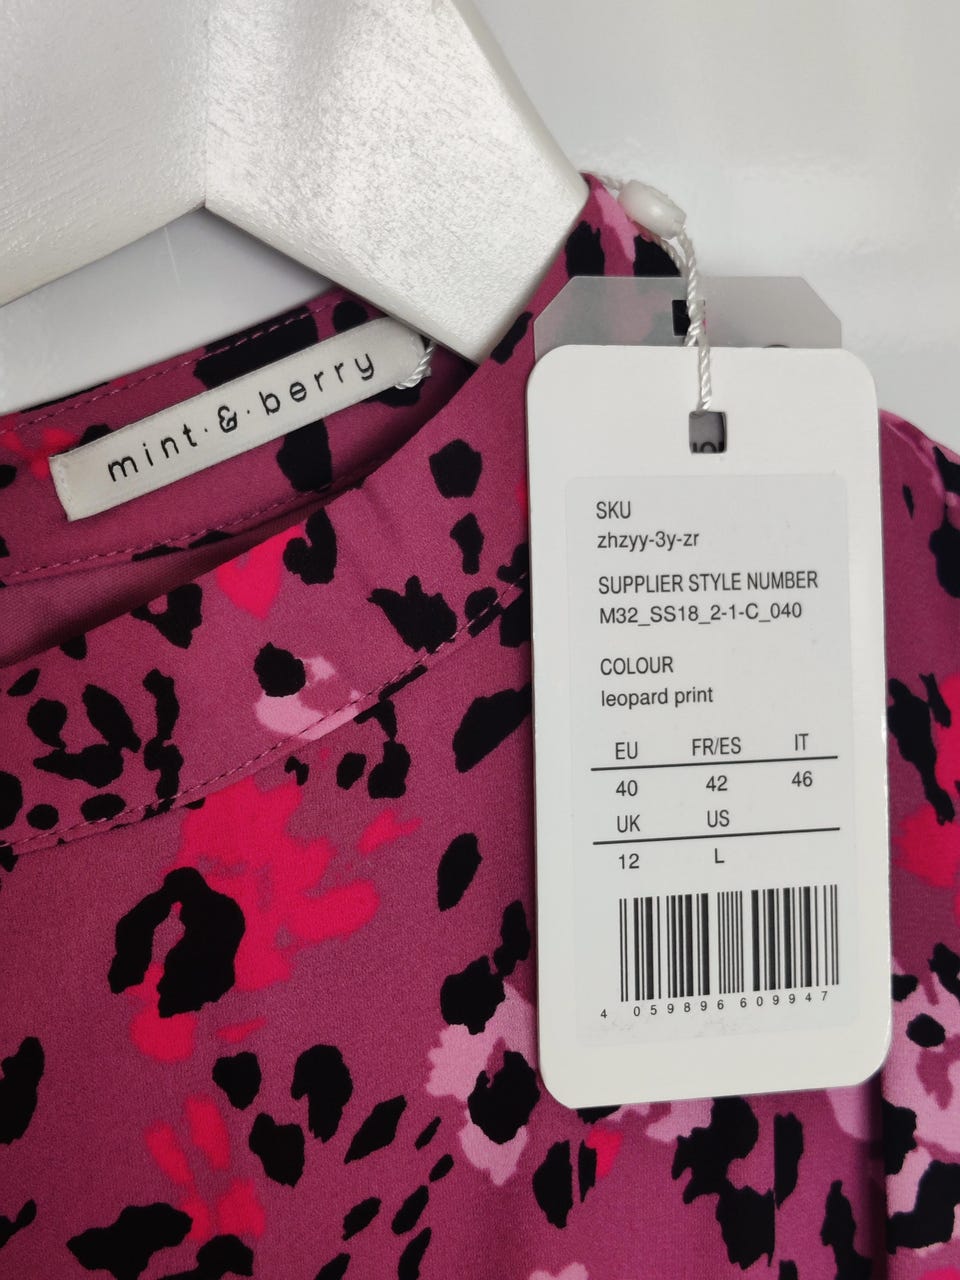 mint.&.berry
SKU
zhzyy-3y-zr
SUPPLIER STYLE NUMBER
M32_SS18_2-1-C_040
COLOUR
leopard print
EU FR/ES IT
40 42 46
UK US
12 L
4 059896 609947